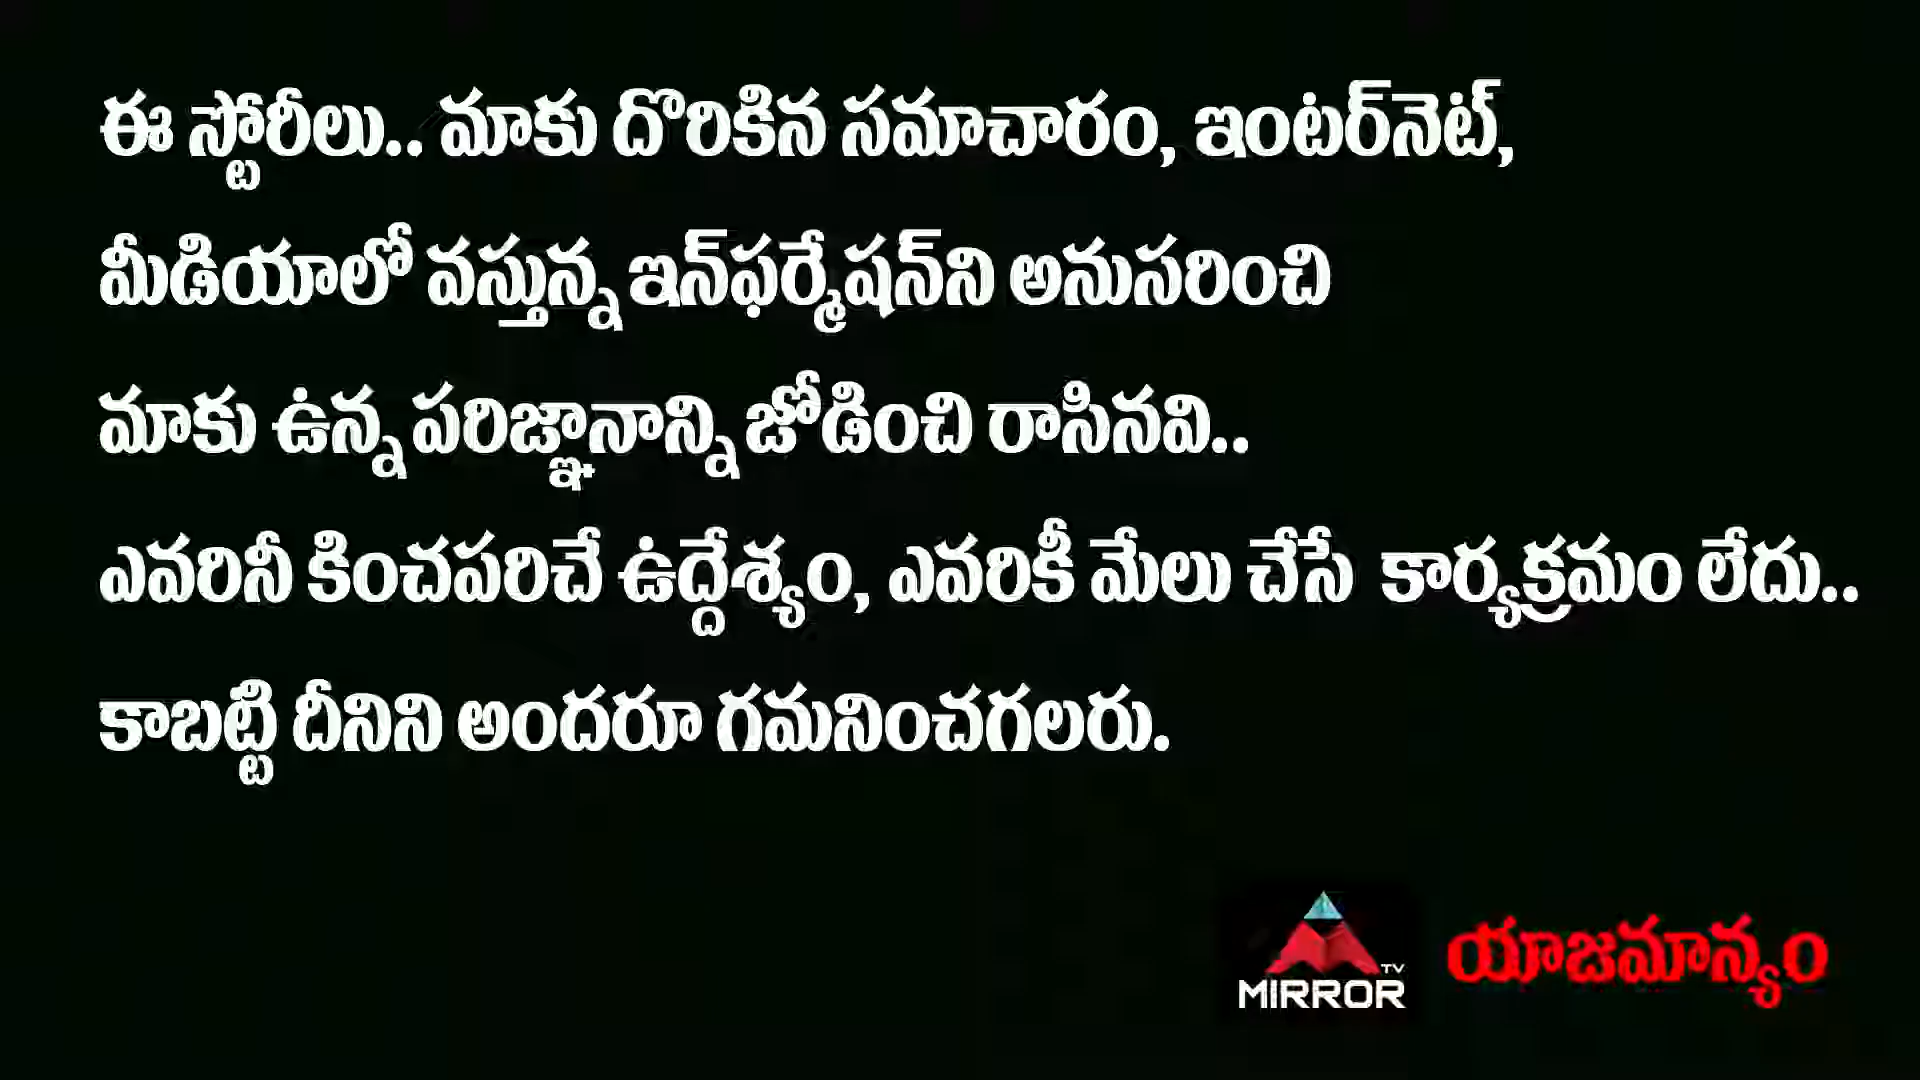 ఈ స్టోరీలు.. మాకు దొరికిన సమాచారం, ఇంటర్‌నెట్,
మీడియాలో వస్తున్న ఇన్‌ఫర్మేషన్‌ని అనుసరించి
మాకు ఉన్న పరిజ్ఞానాన్ని జోడించి రాసినవి..
ఎవరినీ కించపరిచే ఉద్దేశ్యం, ఎవరికీ మేలు చేసే కార్యక్రమం లేదు..
కాబట్టి దీనిని అందరూ గమనించగలరు.
TV
MIRROR
యాజమాన్యం